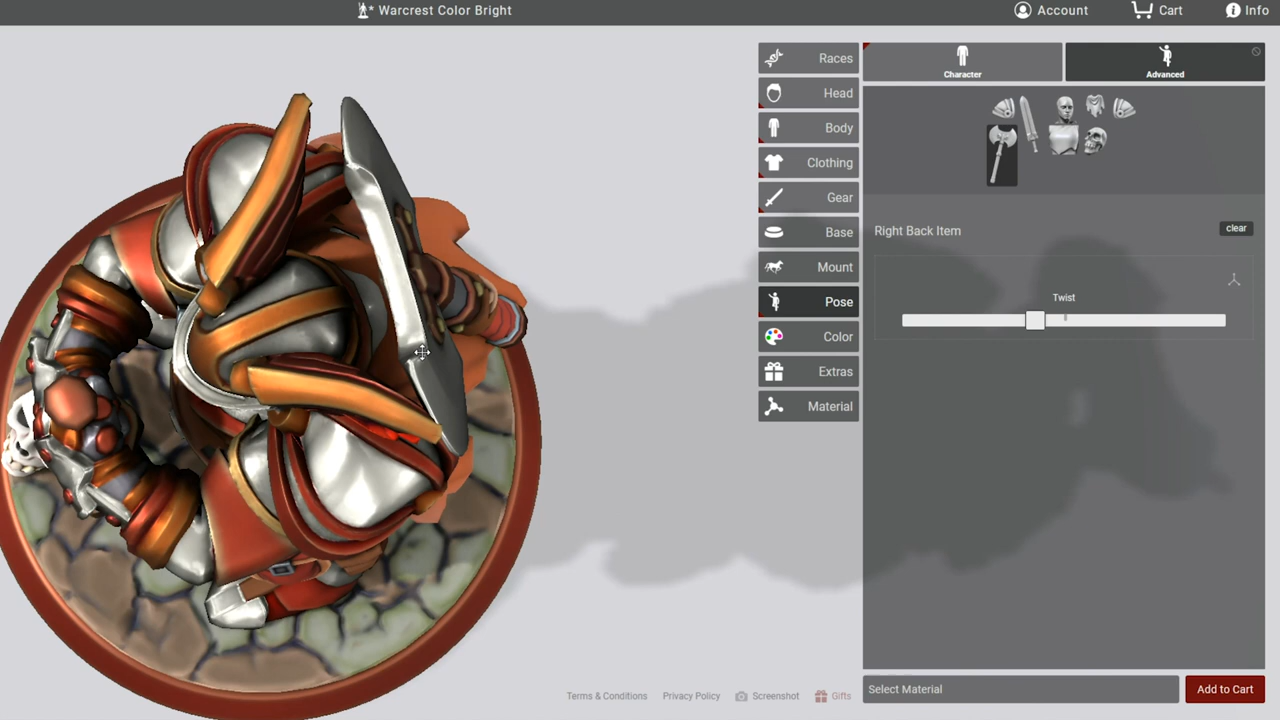 * Warcrest Color Bright
Account
Cart
Info
Races
Head
Body
Clothing
Gear
Base
Mount
Pose
Color
Extras
Material
Character
Advanced
Right Back Item
clear
Twist
Terms & Conditions
Privacy Policy
Screenshot
Gifts
Select Material
Add to Cart